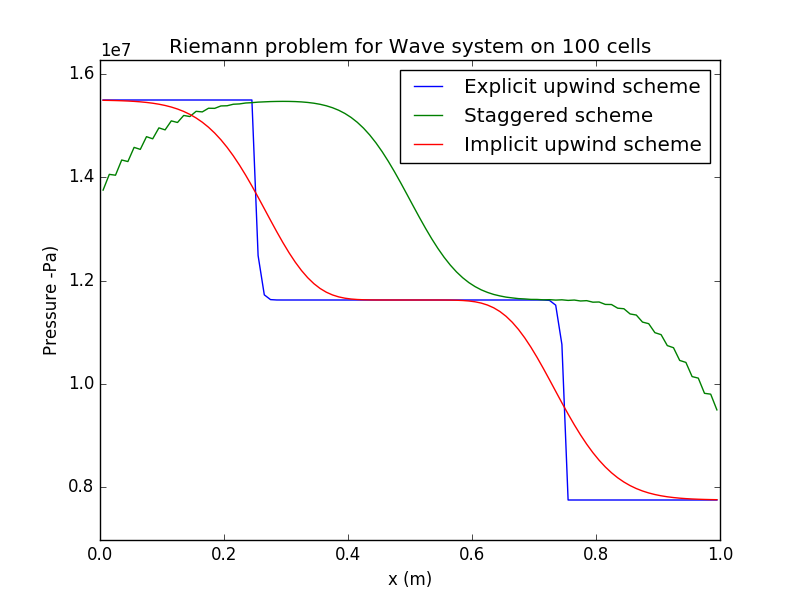 Riemann problem for Wave system on 100 cells
1e7
1.6
1.4
1.2
1.0
0.8
Pressure -Pa)
Explicit upwind scheme
Staggered scheme
Implicit upwind scheme
0.0 0.2 0.4 0.6 0.8 1.0
x (m)